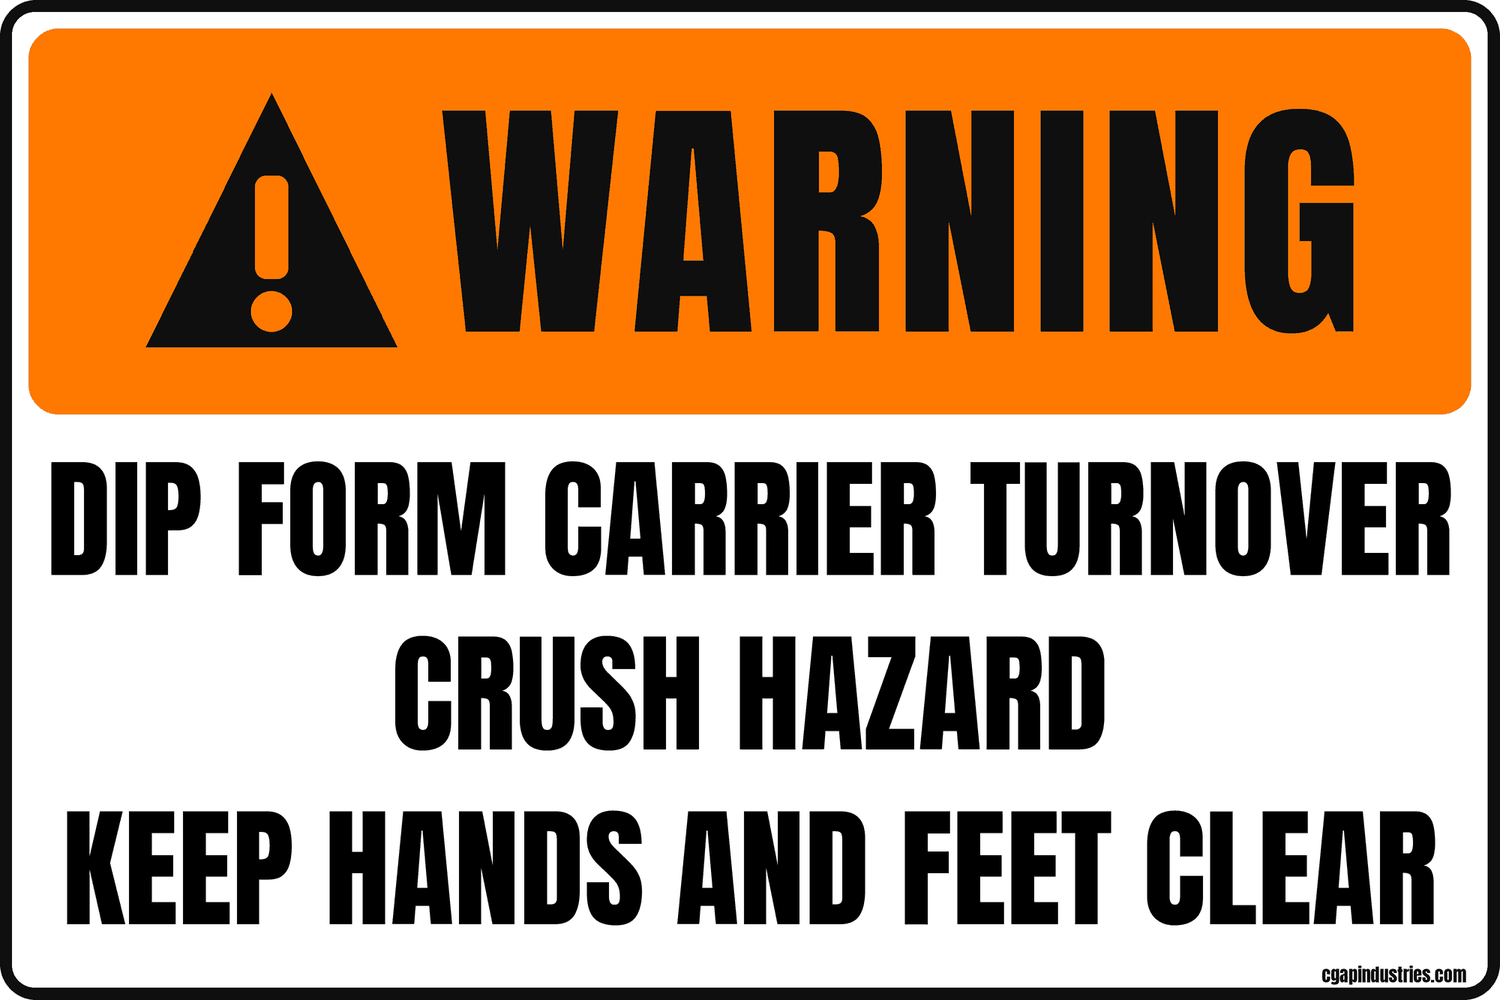 WARNING
DIP FORM CARRIER TURNOVER
CRUSH HAZARD
KEEP HANDS AND FEET CLEAR
cgapindustries.com